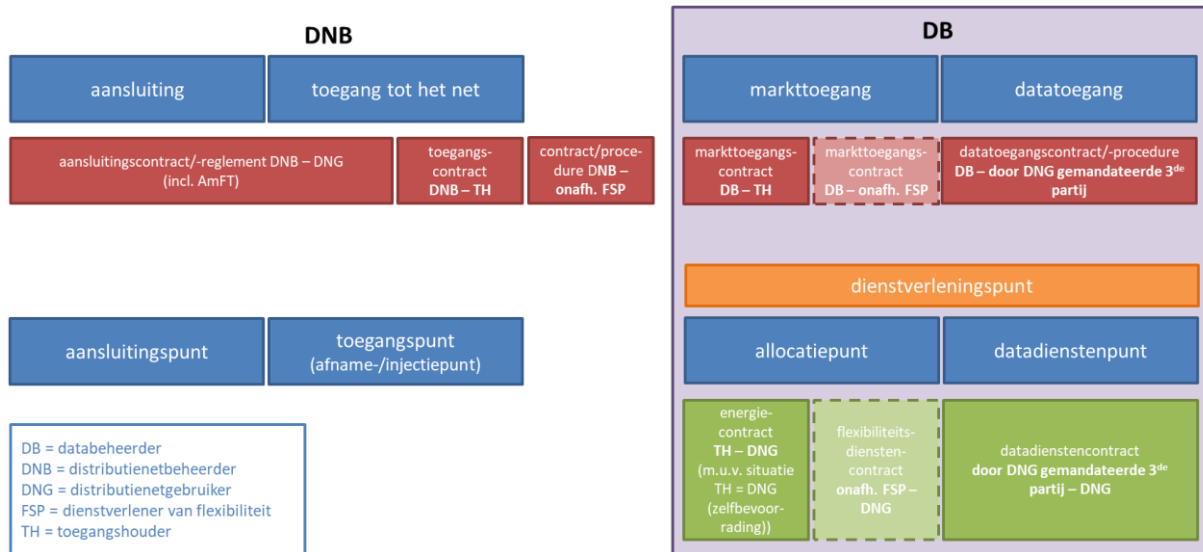 DNB
DB
aansluiting
toegang tot het net
markttoegang
datatoegang
aansluitingscontract/-reglement DNB – DNG
(incl. AmFT)
toegangs-
contract
DNB – TH
contract/proce-
dure DNB –
onafh. FSP
markttoegangs-
contract
DB – TH
markttoegangs-
contract
DB – onafh. FSP
datatoegangscontract/-procedure
DB – door DNG gemandateerde 3de
partij
dienstverleningspunt
aansluitingspunt
toegangspunt
(afname-/injectiepunt)
allocatiepunt
datadienstenpunt
energie-
contract
TH – DNG
(m.u.v. situatie
TH = DNG
(zelfbevoor-
rading))
flexibiliteits-
diensten-
contract
onafh. FSP –
DNG
datadienstencontract
door DNG gemandateerde 3de
partij – DNG
DB = databeheerder
DNB = distributienetbeheerder
DNG = distributienetgebruiker
FSP = dienstverlener van flexibiliteit
TH = toegangshouder